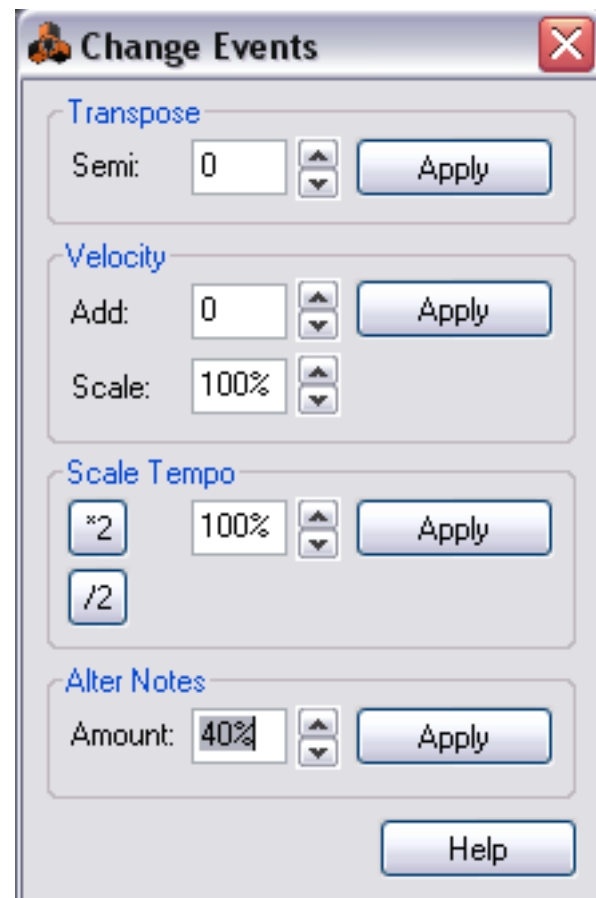 Change Events
Transpose
Semi: 0 Apply
Velocity
Add: 0 Apply
Scale: 100%
Scale Tempo
*2 100% Apply
/2
Alter Notes
Amount: 40% Apply
Help